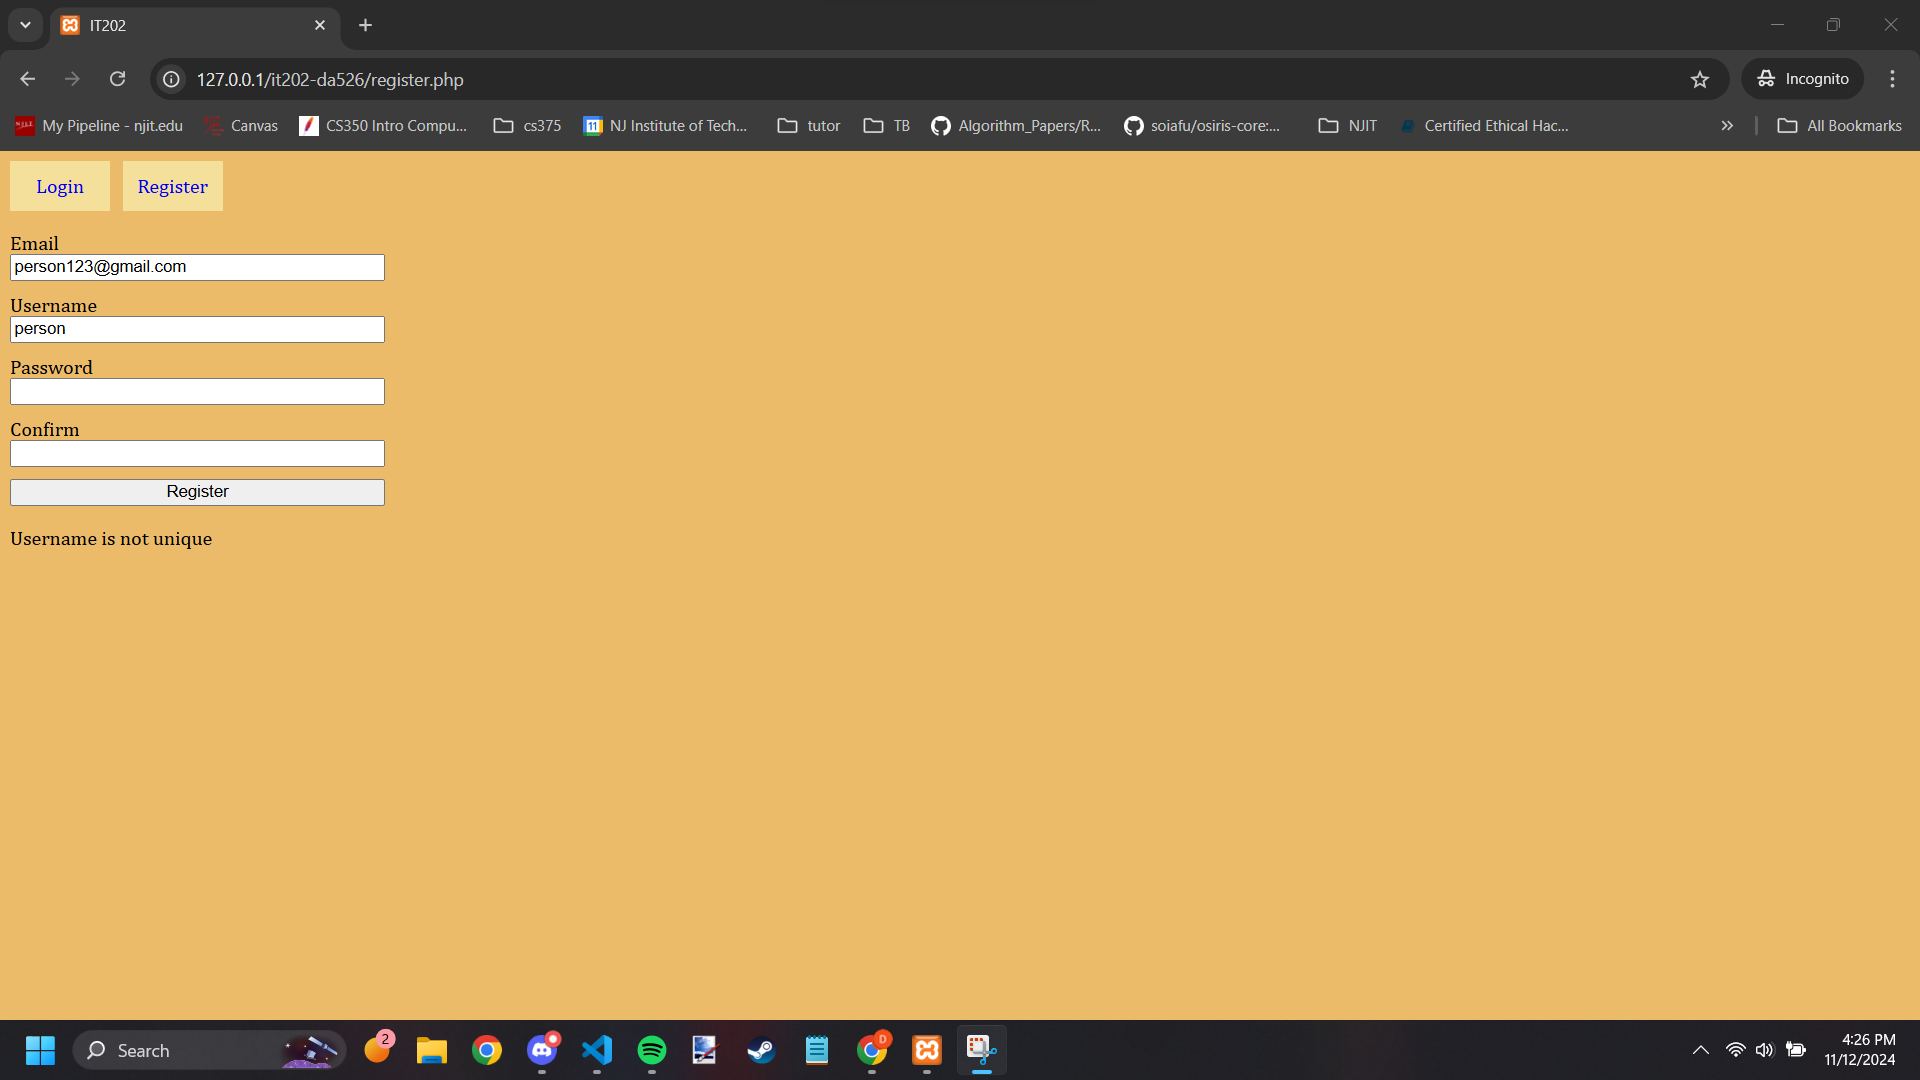 IT202
127.0.0.1/it202-da526/register.php
Incognito
My Pipeline - njit.edu
Canvas
CS350 Intro Compu...
cs375
NJ Institute of Tech...
tutor
TB
Algorithm_Papers/R...
soiafu/osiris-core:...
NJIT
Certified Ethical Hac...
All Bookmarks
Login
Register
Email
person123@gmail.com
Username
person
Password
Confirm
Register
Username is not unique
Search
2
D
4:26 PM
11/12/2024